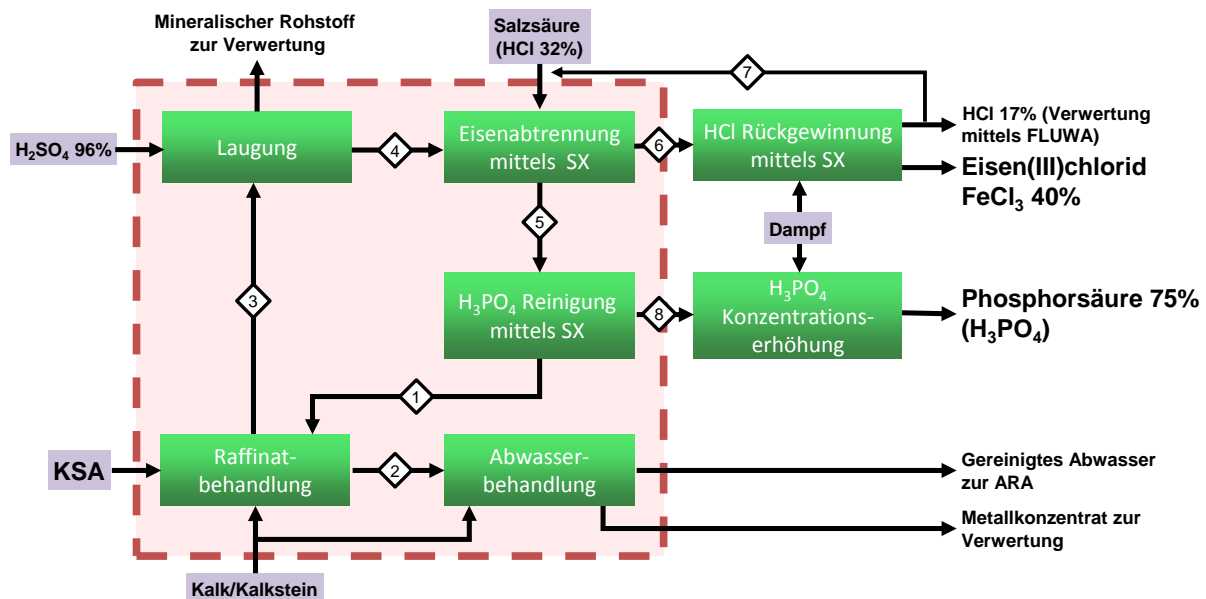 Mineralischer Rohstoff
zur Verwertung
Salzsäure
(HCl 32%)
7
H₂SO₄ 96%
Laugung
4
Eisenabtrennung
mittels SX
6
HCl Rückgewinnung
mittels SX
HCl 17% (Verwertung
mittels FLUWA)
Eisen(III)chlorid
FeCl₃ 40%
5
Dampf
3
H₃PO₄ Reinigung
mittels SX
8
H₃PO₄
Konzentrations-
erhöhung
Phosphorsäure 75%
(H₃PO₄)
1
KSA
Raffinat-
behandlung
2
Abwasser-
behandlung
Gereinigtes Abwasser
zur ARA
Metallkonzentrat zur
Verwertung
Kalk/Kalkstein